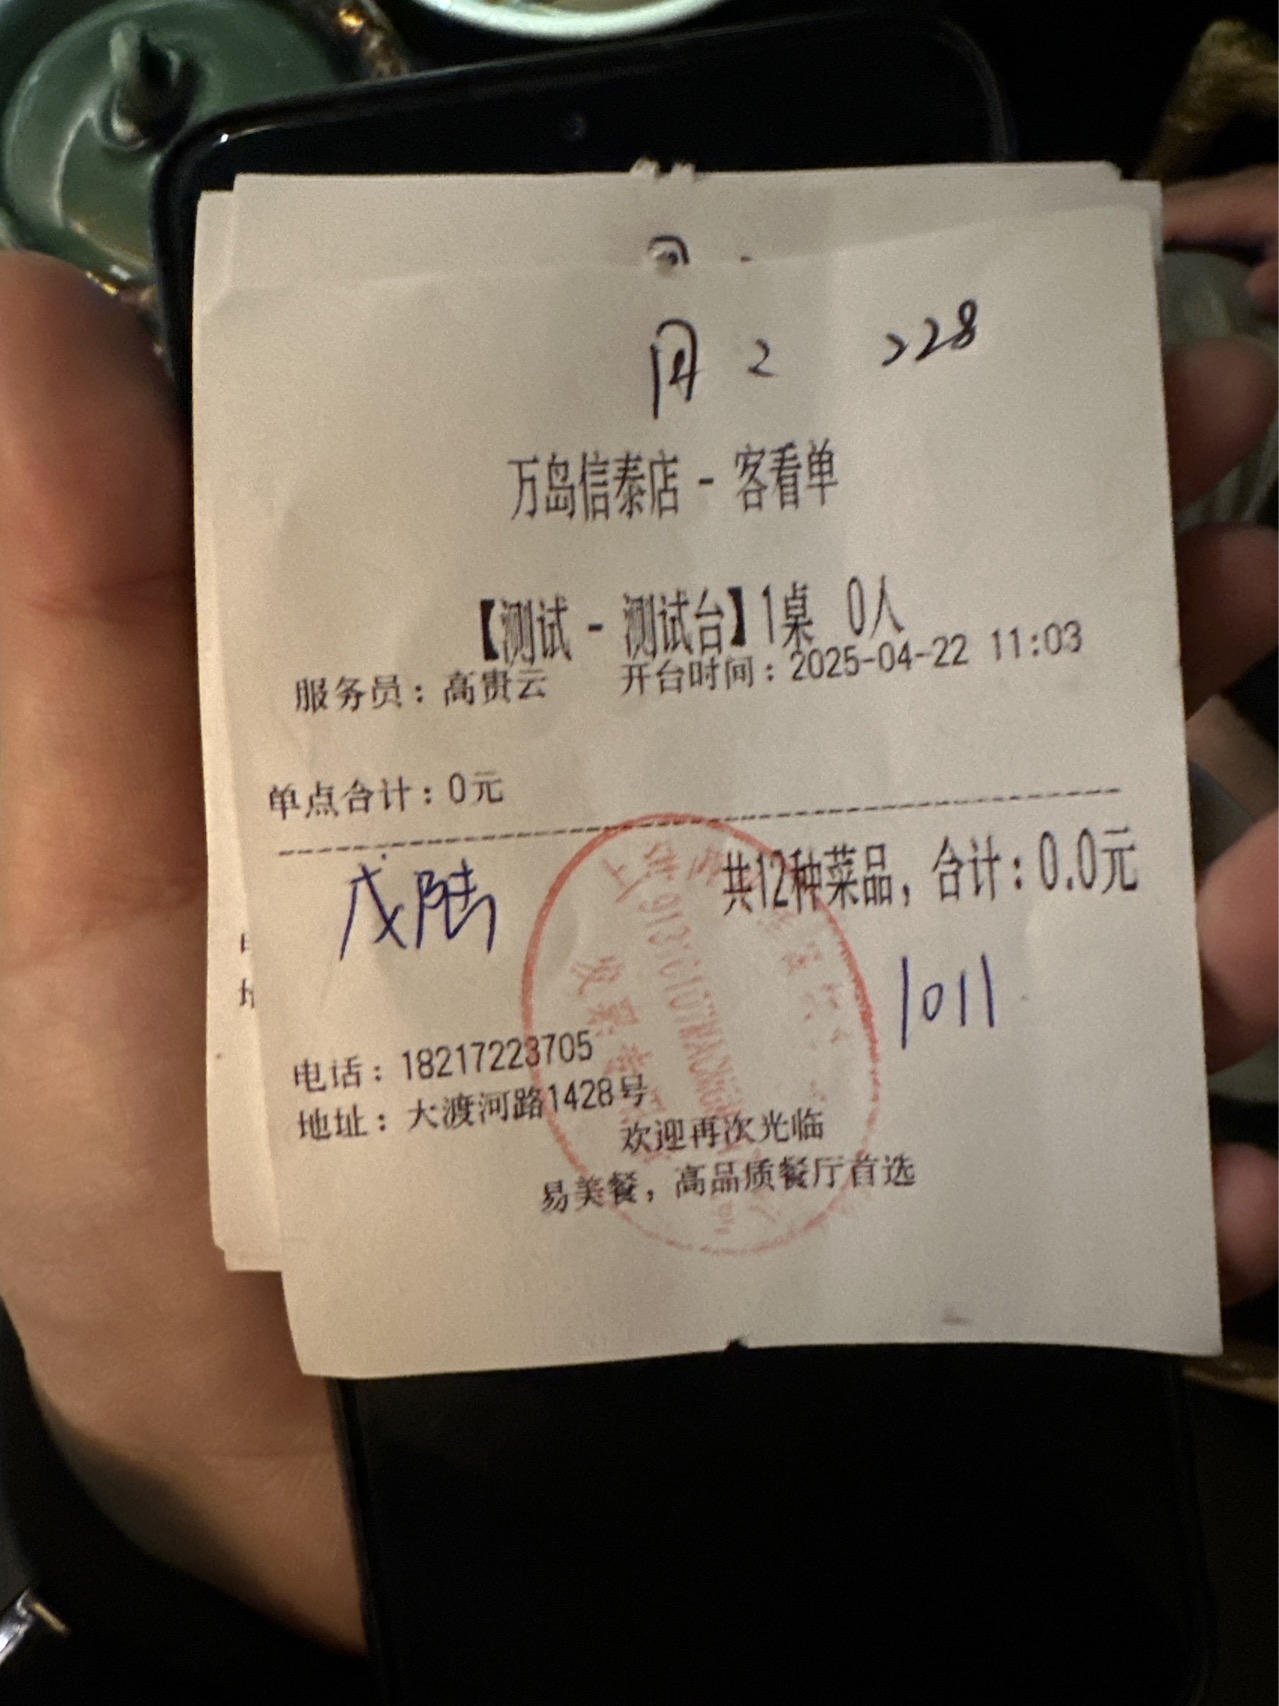 2 228
万岛信泰店 - 客看单
【测试 - 测试台】1桌 0人
服务员：高贵云 开台时间：2025-04-22 11:03
单点合计：0元
共12种菜品，合计：0.0元
1011
电话：18217223705
地址：大渡河路1428号
欢迎再次光临
易美餐，高品质餐厅首选